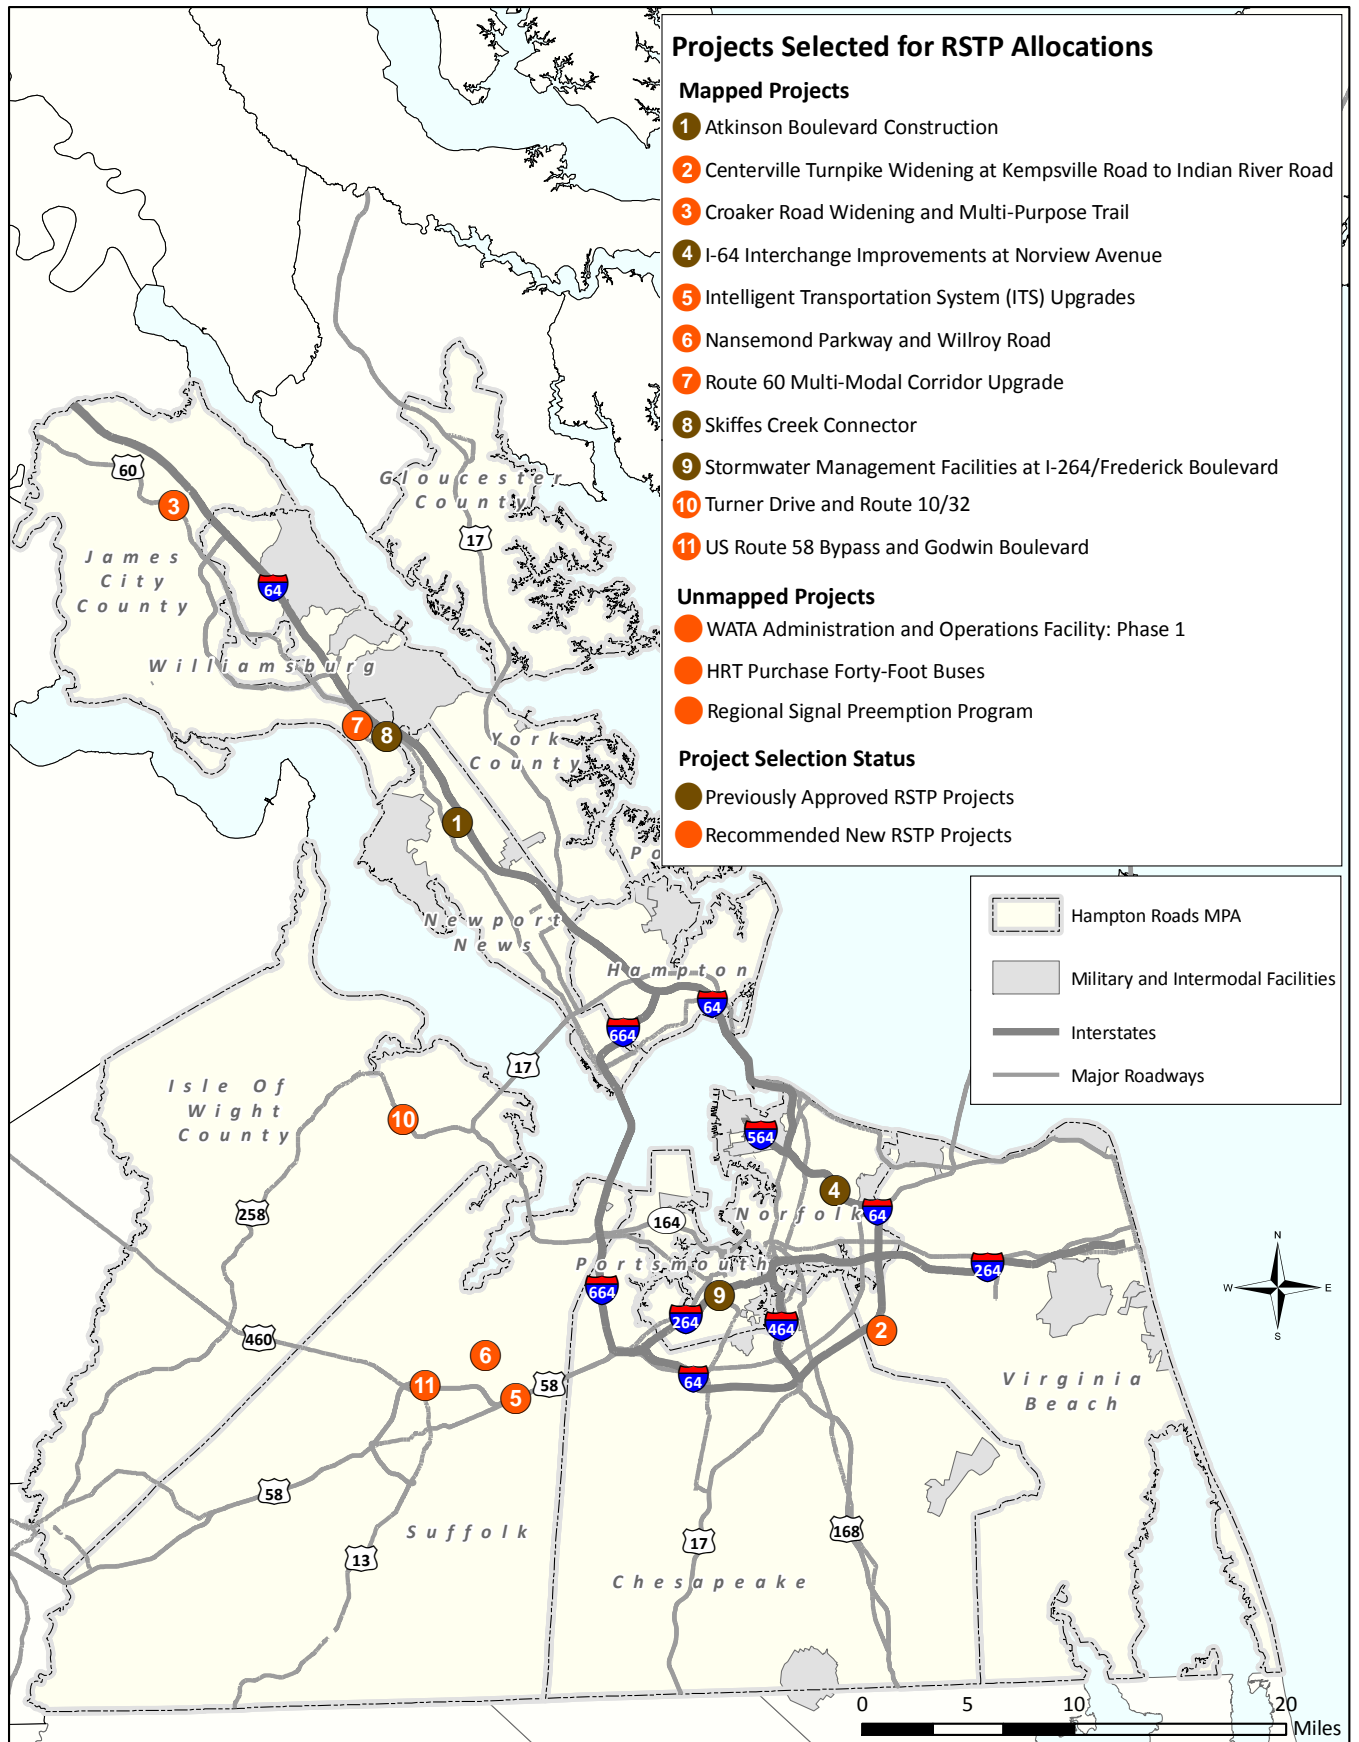 Projects Selected for RSTP Allocations
Mapped Projects
1 Atkinson Boulevard Construction
2 Centerville Turnpike Widening at Kempsville Road to Indian River Road
3 Croaker Road Widening and Multi-Purpose Trail
4 I-64 Interchange Improvements at Norview Avenue
5 Intelligent Transportation System (ITS) Upgrades
6 Nansemond Parkway and Willroy Road
7 Route 60 Multi-Modal Corridor Upgrade
8 Skiffes Creek Connector
9 Stormwater Management Facilities at I-264/Frederick Boulevard
10 Turner Drive and Route 10/32
11 US Route 58 Bypass and Godwin Boulevard
Unmapped Projects
WATA Administration and Operations Facility: Phase 1
HRT Purchase Forty-Foot Buses
Regional Signal Preemption Program
Project Selection Status
Previously Approved RSTP Projects
Recommended New RSTP Projects
Hampton Roads MPA
Military and Intermodal Facilities
Interstates
Major Roadways
60
3
Gloucester
County
17
James
City
County
64
Williamsburg
7
8
York
County
1
Po
Newport
News
Hampton
64
664
17
Isle Of
Wight
County
10
564
4
258
164
Norfolk
64
Portsmouth
264
664
9
264
464
2
460
6
11
5
58
64
Virginia
Beach
58
Suffolk
13
17
168
Chesapeake
N
W
E
S
0
5
10
20
Miles